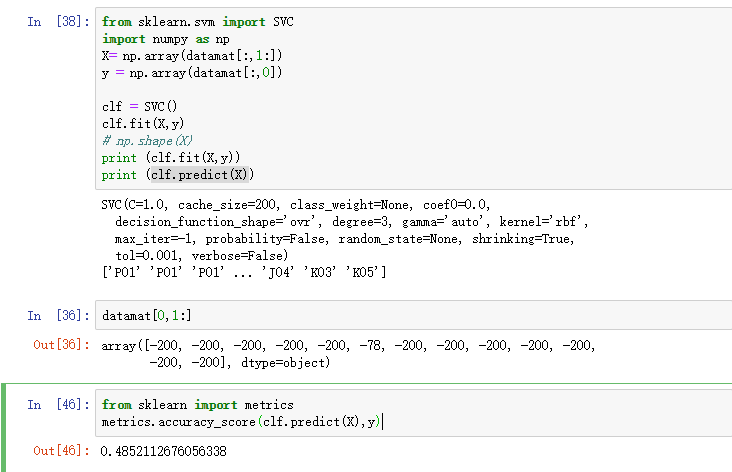 In [38]: from sklearn.svm import SVC
import numpy as np
X= np.array(datamat[:,1:])
y = np.array(datamat[:,0])
clf = SVC()
clf.fit(X,y)
# np.shape(X)
print (clf.fit(X,y))
print (clf.predict(X))
SVC(C=1.0, cache_size=200, class_weight=None, coef0=0.0,
decision_function_shape='ovr', degree=3, gamma='auto', kernel='rbf',
max_iter=-1, probability=False, random_state=None, shrinking=True,
tol=0.001, verbose=False)
['P01' 'P01' 'P01' ... 'J04' 'K03' 'K05']
In [36]: datamat[0,1:]
Out[36]: array([-200, -200, -200, -200, -200, -78, -200, -200, -200, -200, -200,
-200, -200], dtype=object)
In [46]: from sklearn import metrics
metrics.accuracy_score(clf.predict(X),y)
Out[46]: 0.4852112676056338